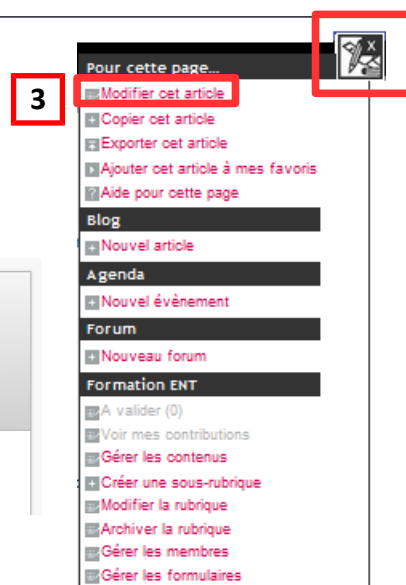 Pour cette page...
X
3
Modifier cet article
Copier cet article
Exporter cet article
Ajouter cet article à mes favoris
Aide pour cette page
Blog
Nouvel article
Agenda
Nouvel évènement
Forum
Nouveau forum
Formation ENT
A valider (0)
Voir mes contributions
Gérer les contenus
Créer une sous-rubrique
Modifier la rubrique
Archiver la rubrique
Gérer les membres
Gérer les formulaires